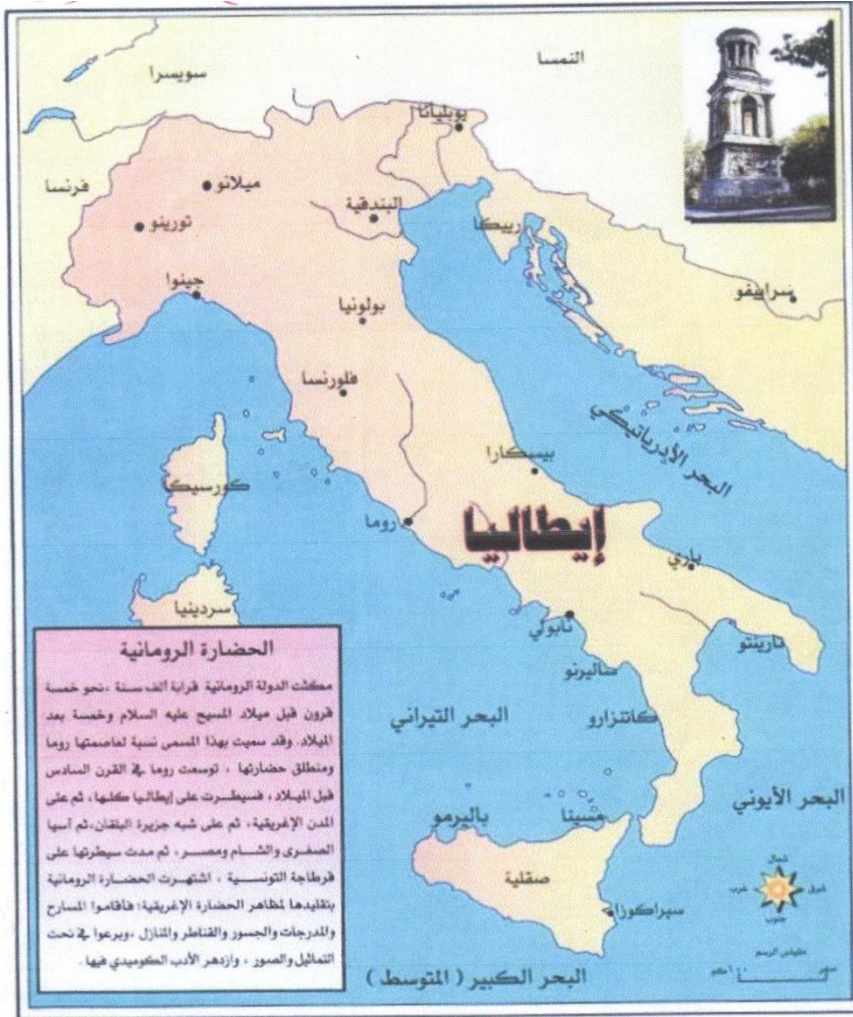 سويسرا
النمسا
يوبليانا
فرنسا
ميلانو
البندقية
تورينو
رييكا
جينوا
سراييفو
بولونيا
فلورنسا
البحر الأدرياتيكي
بيسكارا
كورسيكا
روما
إيطاليا
باري
سردينيا
نابولي
تارينتو
ساليرنو
البحر التيراني
كاتنزارو
البحر الأيوني
باليرمو
مسينا
صقلية
سيراكوزا
شمال
شرق
غرب
جنوب
مقياس الرسم
صفر
١٠٠كم
البحر الكبير ( المتوسط )
الحضارة الرومانية
مكثت الدولة الرومانية قرابة ألف سنة ، نحو خمسة
قرون قبل ميلاد المسيح عليه السلام وخمسة بعد
الميلاد. وقد سميت بهذا المسمى نسبة لعاصمتها روما
ومنطلق حضارتها ، توسعت روما في القرن السادس
قبل الميلاد ، فسيطرت على إيطاليا كلها ، ثم على
المدن الإغريقية، ثم على شبه جزيرة البلقان، ثم آسيا
الصغرى والشام ومصر ، ثم مدت سيطرتها على
قرطاجة التونسية ، اشتهرت الحضارة الرومانية
بتقليدها لمظاهر الحضارة الإغريقية؛ فأقاموا المسارح
والمدرجات والجسور والقناطر والمنازل ، وبرعوا في نحت
التماثيل والصور ، وازدهر الأدب الكوميدي فيها .